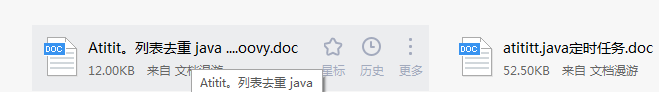 DOC
Atitit。列表去重 java ....oovy.doc
12.00KB 来自 文档漫游
星标 历史 更多
Atitit。列表去重 java
DOC
atititt.java定时任务.doc
52.50KB 来自 文档漫游